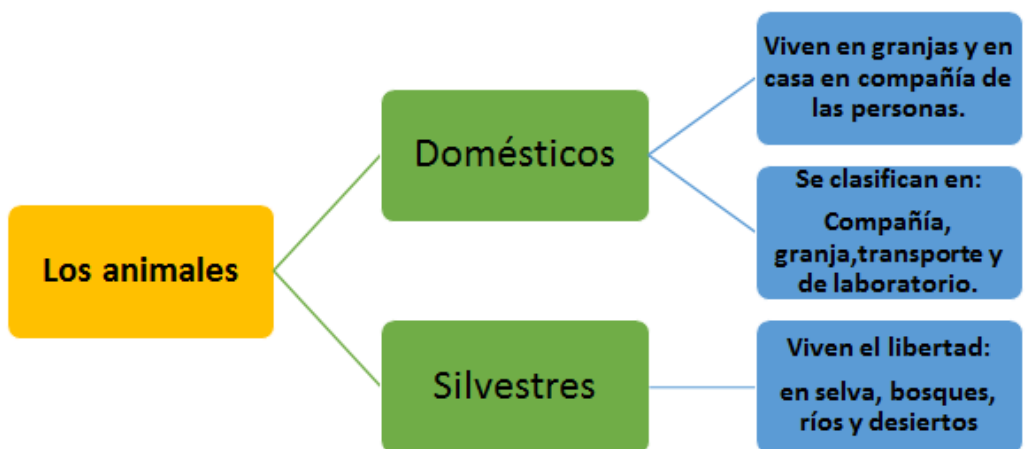 Los animales
Domésticos
Viven en granjas y en
casa en compañía de
las personas.
Se clasifican en:
Compañía,
granja,transporte y
de laboratorio.
Silvestres
Viven el libertad:
en selva, bosques,
ríos y desiertos